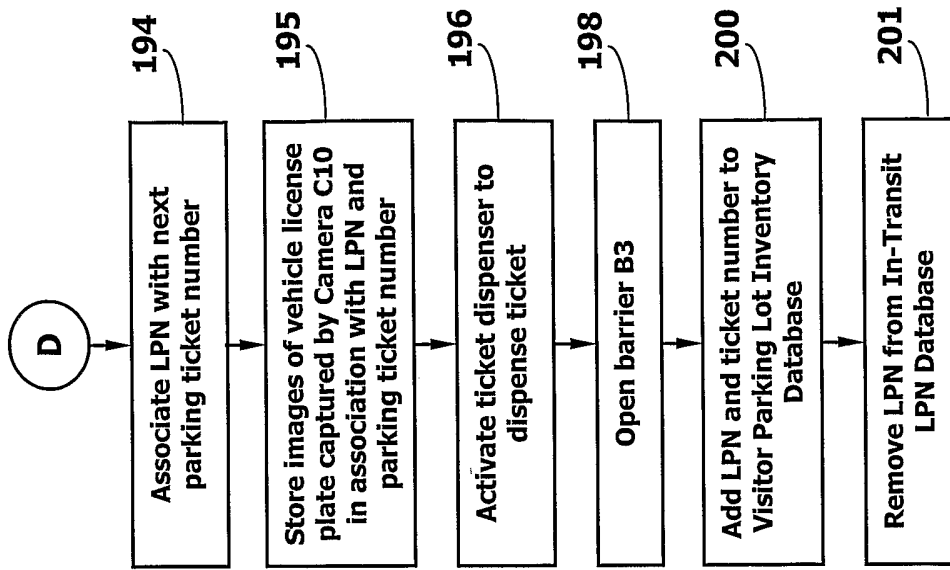 D
Associate LPN with next
parking ticket number
194
Store images of vehicle license
plate captured by Camera C10
in association with LPN and
parking ticket number
195
Activate ticket dispenser to
dispense ticket
196
Open barrier B3
198
Add LPN and ticket number to
Visitor Parking Lot Inventory
Database
200
Remove LPN from In-Transit
LPN Database
201